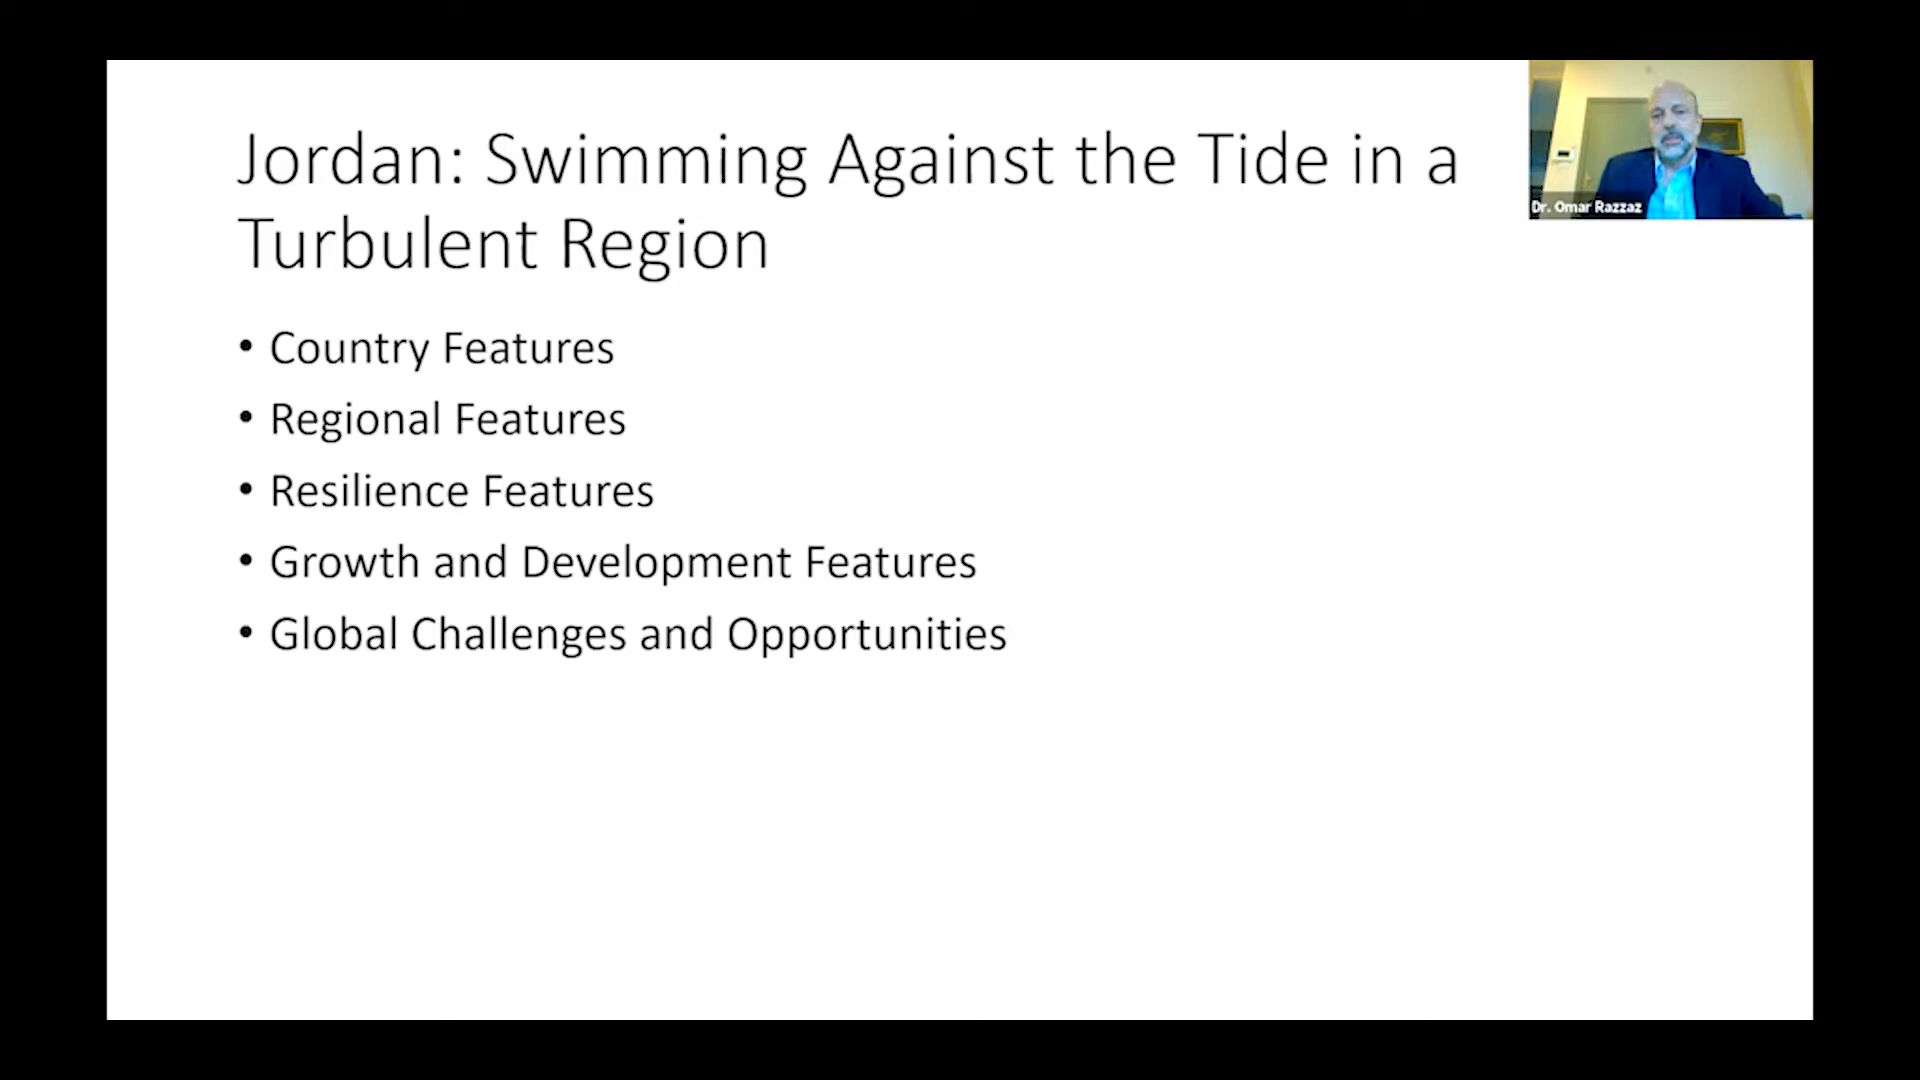 Jordan: Swimming Against the Tide in a
Turbulent Region
• Country Features
• Regional Features
• Resilience Features
• Growth and Development Features
• Global Challenges and Opportunities
Dr. Omar Razzaz